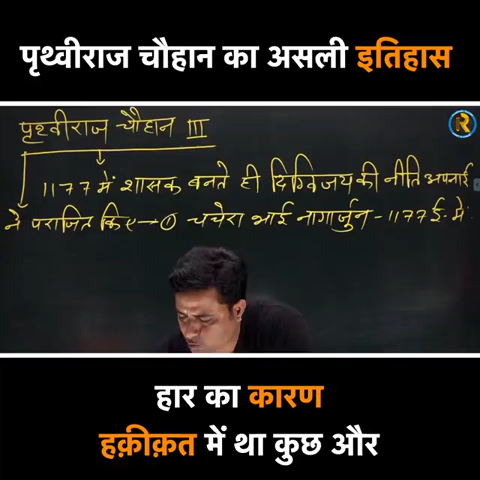 पृथ्वीराज चौहान का असली इतिहास
पृथ्वीराज चौहान III
1177 में शासक बनते ही दिग्विजय की नीति अपनाई
ने पराजित किए → ① चचेरा भाई नागार्जुन - 1177 ई. में
हार का कारण
हक़ीक़त में था कुछ और